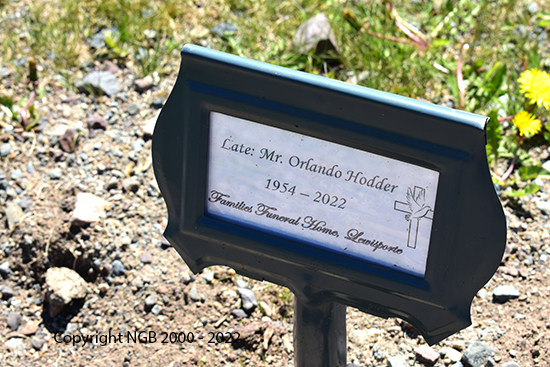 Late: Mr. Orlando Hodder
1954 – 2022
Families Funeral Home, Lewisporte
Copyright NGB 2000 - 2022